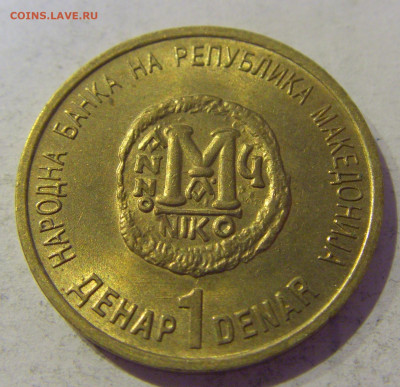 COINS.LAVE.RU
НАРОДНА БАНКА НА РЕПУБЛИКА МАКЕДОНИЈА
ANNO
M
NIKO
ДЕНАР 1 DENAR